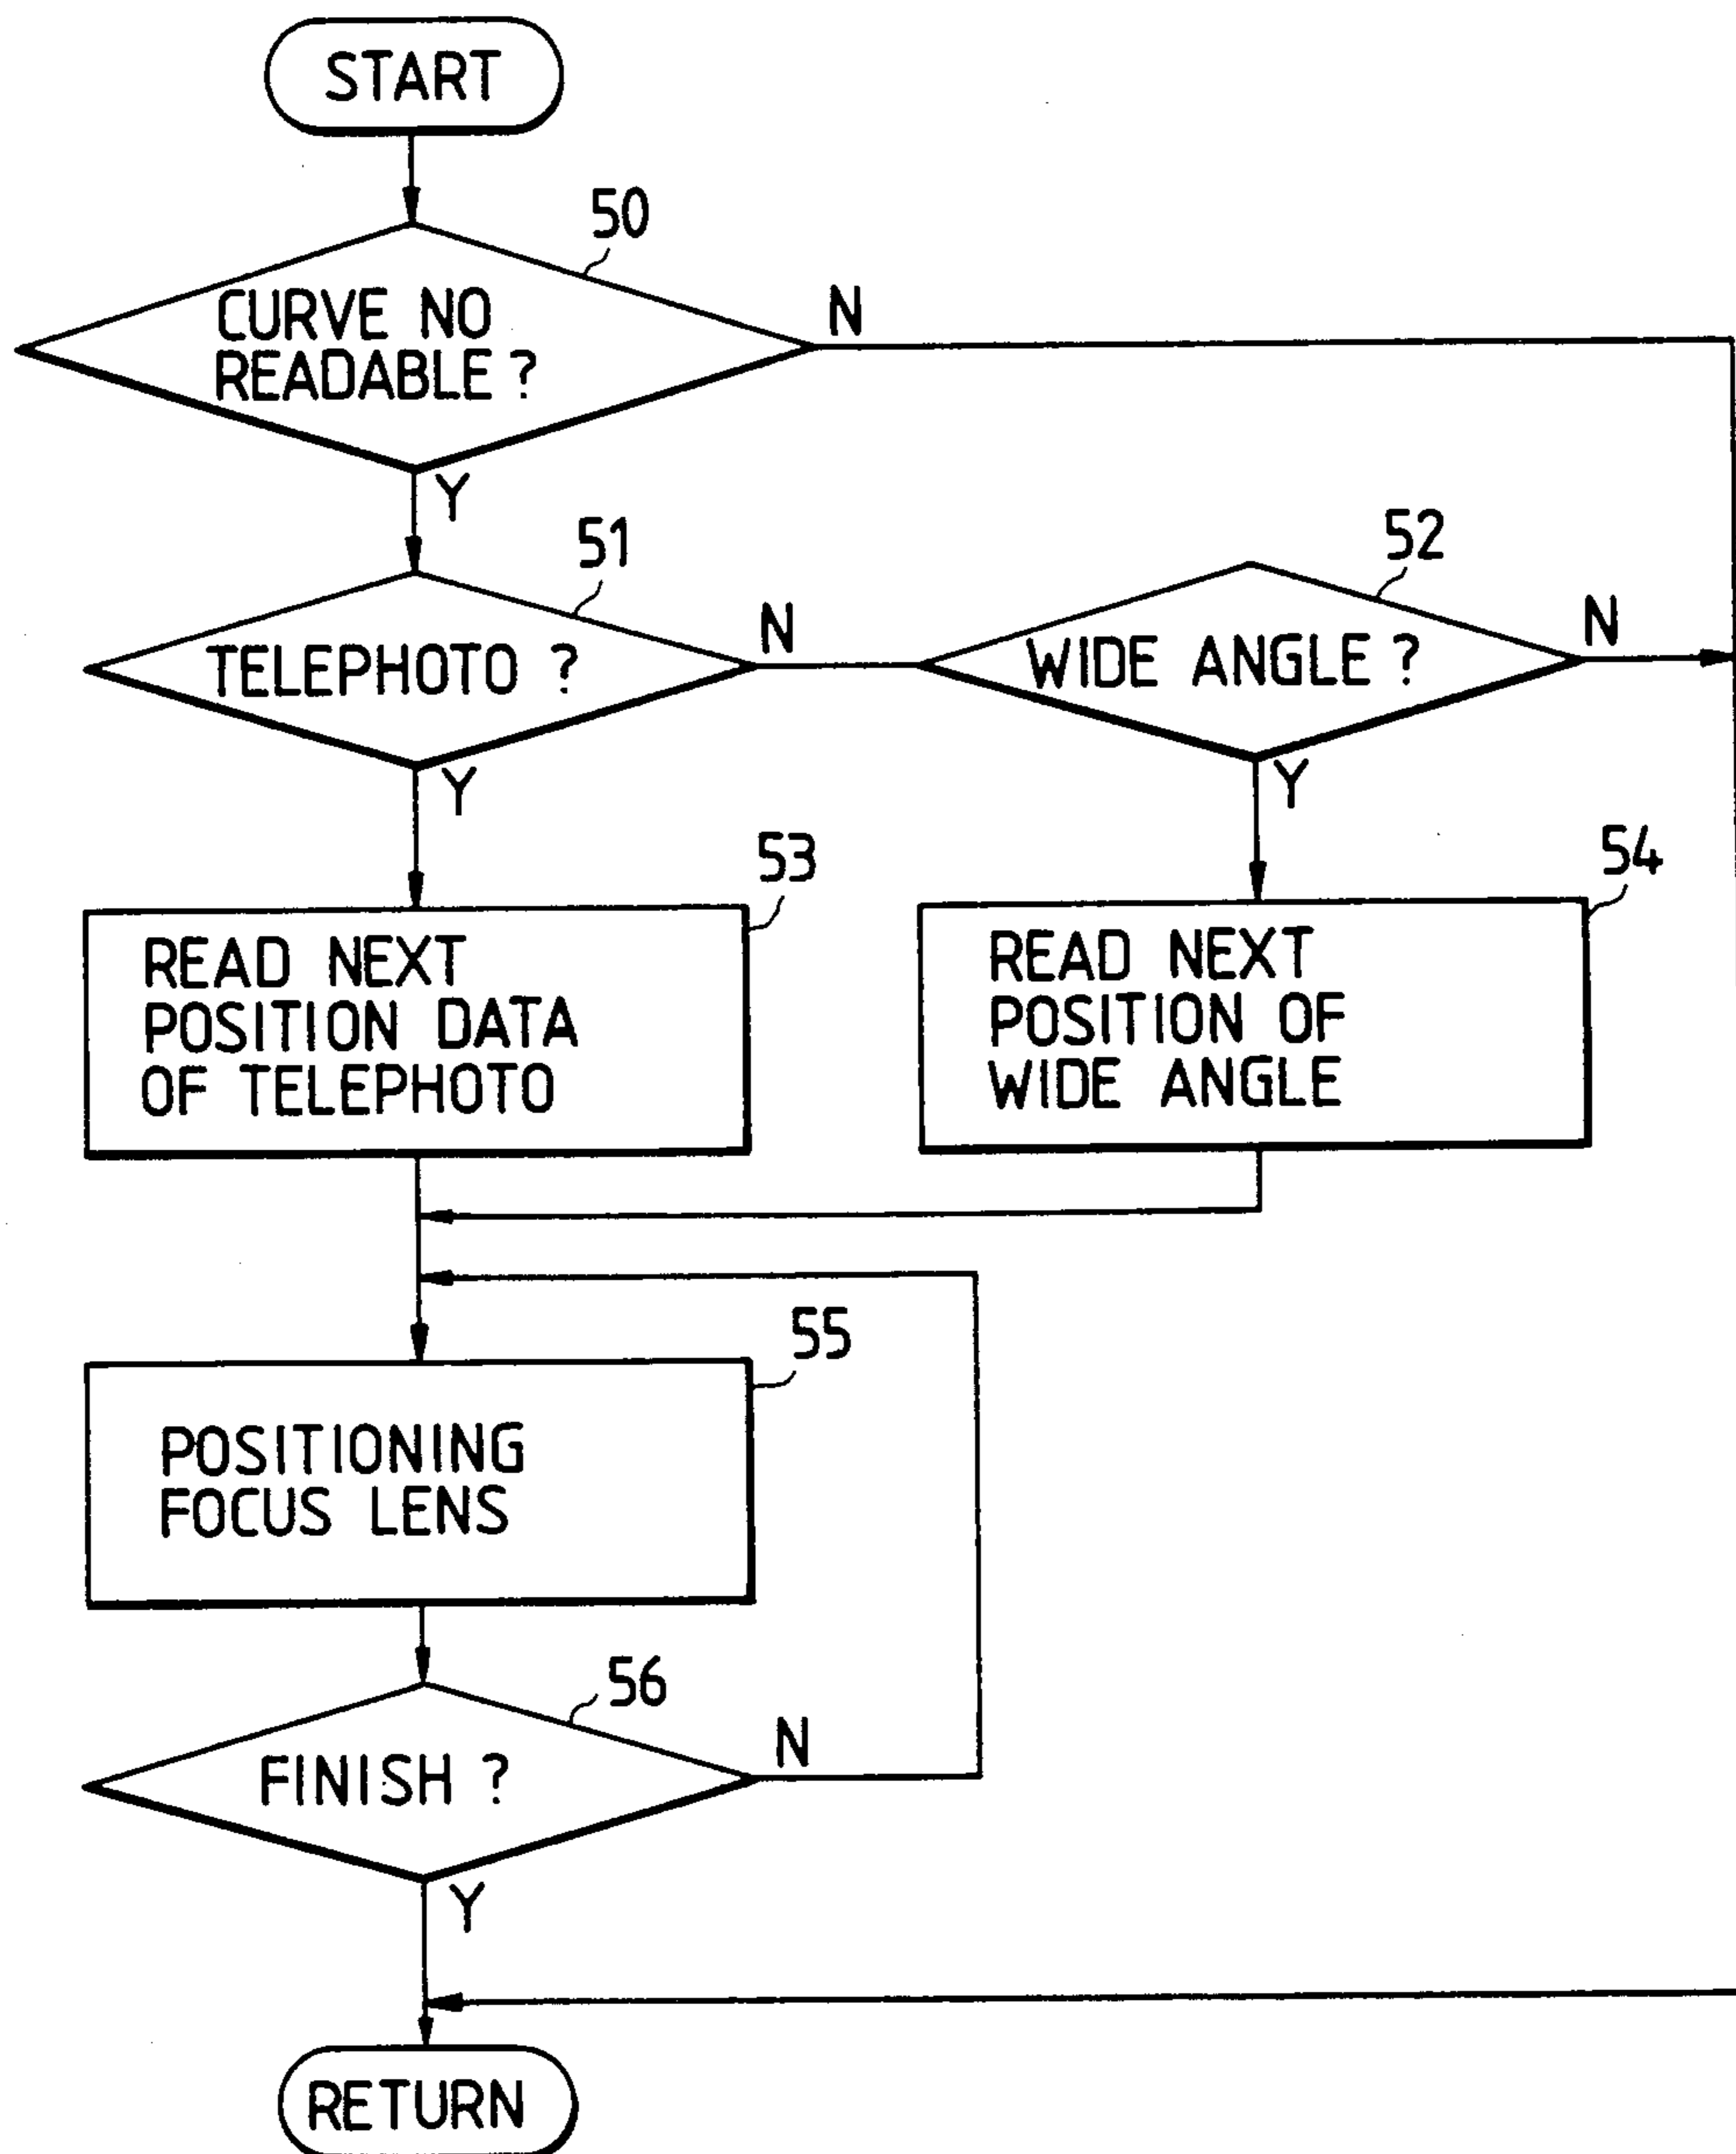 START
50
CURVE NO
READABLE ?
N
Y
51
TELEPHOTO ?
N
Y
52
WIDE ANGLE ?
N
Y
53
READ NEXT
POSITION DATA
OF TELEPHOTO
54
READ NEXT
POSITION OF
WIDE ANGLE
55
POSITIONING
FOCUS LENS
56
FINISH ?
N
Y
RETURN